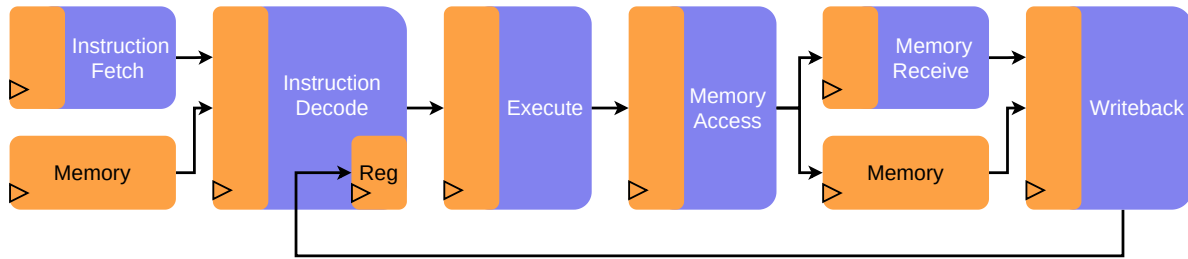 Instruction
Fetch
Memory
Instruction
Decode
Reg
Execute
Memory
Access
Memory
Receive
Memory
Writeback